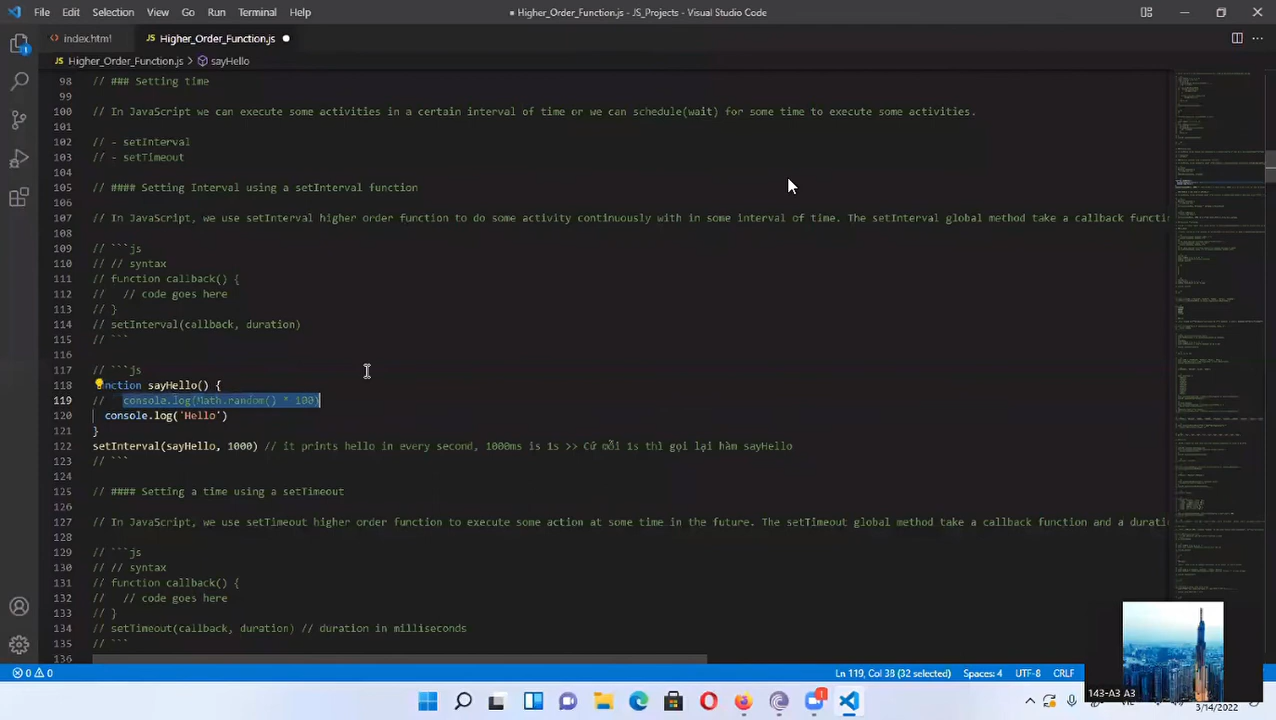 File Edit Selection View Go Run Terminal Help
● Higher_Order_Function.js - JS_Projects - Visual Studio Code
index.html
JS Higher_Order_Function.js ●
JS Higher_Order_Function.js > sayHello
98 // ### Setting time
99
100 // In JavaScript we can execute some activities in a certain interval of time or we can schedule(wait) for some time to execute some activities.
101
102 // - setInterval
103 // - setTimeout
104
105 // #### Setting Interval using a setInterval function
106
107 // In JavaScript, we use setInterval higher order function to do some activity continuously with in some interval of time. The setInterval global method take a callback functi
108
109 // ```js
110 // // syntax
111 // function callback() {
112 //   // code goes here
113 // }
114 // setInterval(callback, duration)
115 // ```
116
117 // ```js
118 nction sayHello() {
119 //  console.log(Math.random() * 100)
120 console.log('Hello')
121 }
122 setInterval(sayHello, 1000) // it prints hello in every second, 1000ms is 1s, cứ mỗi 1s thì gọi lại hàm sayHello
123 // ```
124
125 // #### Setting a time using a setTimeout
126
127 // In JavaScript, we use setTimeout higher order function to execute some action at some time in the future. The setTimeout global method take a callback function and a durati
128
129 // ```js
130 // // syntax
131 // function callback() {
132 //   // code goes here
133 // }
134 // setTimeout(callback, duration) // duration in milliseconds
135 // ```
136
0 0
Ln 119, Col 38 (32 selected) Spaces: 4 UTF-8 CRLF
143-A3 A3
1
VIE
3/14/2022